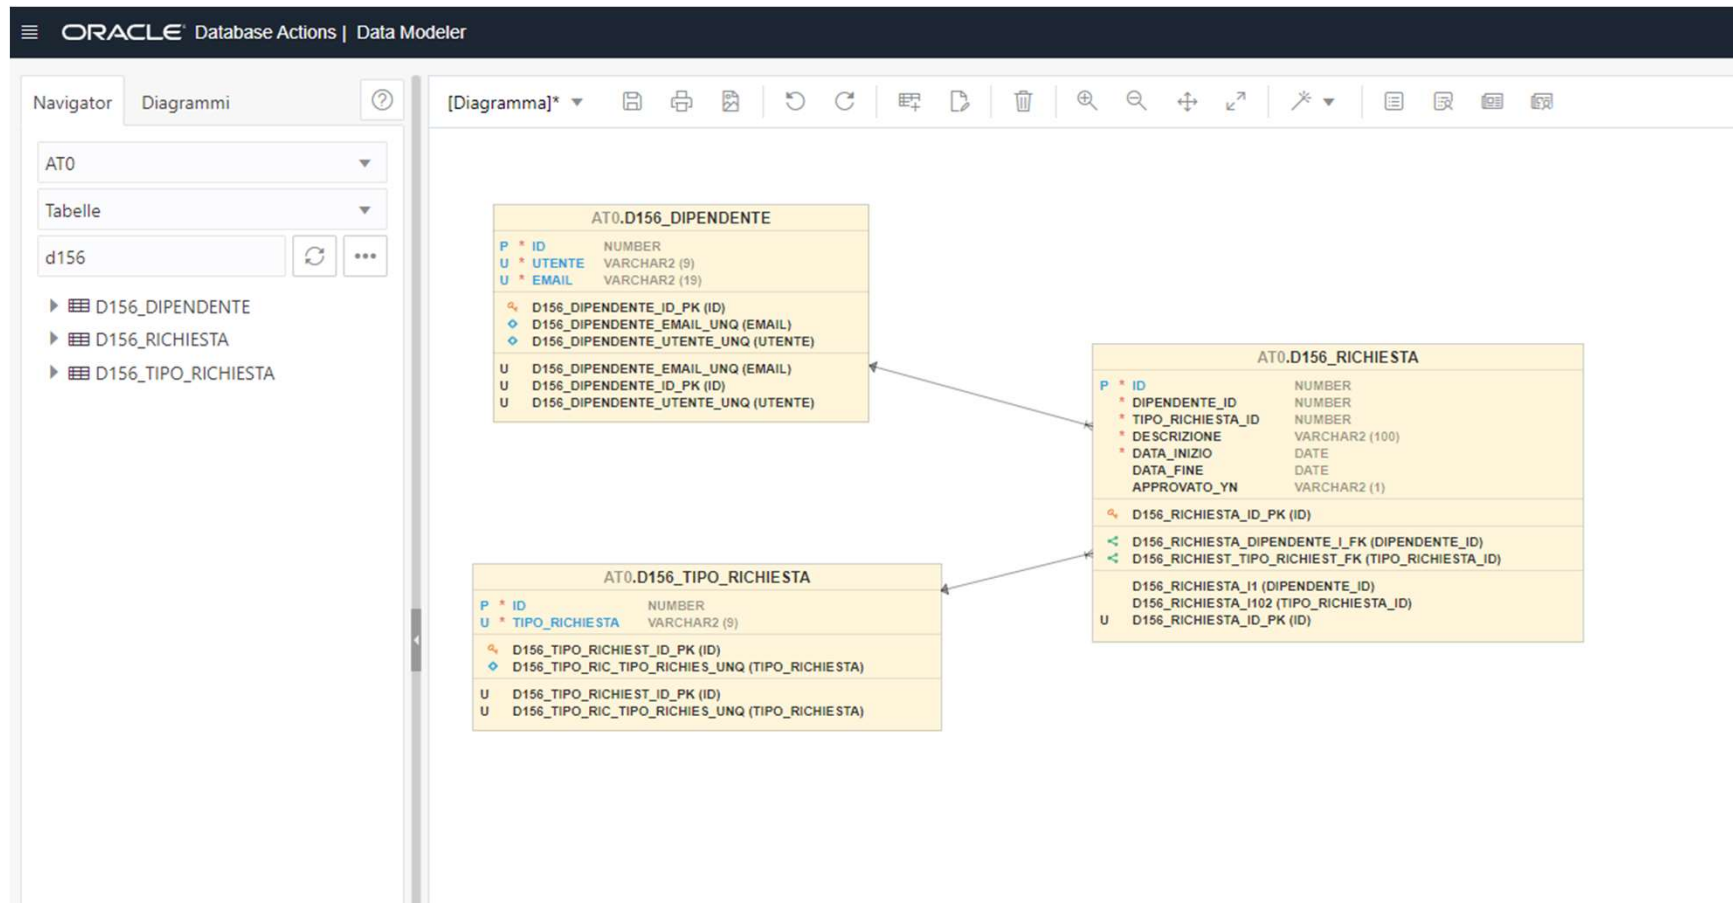 ORACLE Database Actions | Data Modeler
Navigator
Diagrammi
AT0
Tabelle
d156
D156_DIPENDENTE
D156_RICHIESTA
D156_TIPO_RICHIESTA
[Diagramma]*
AT0.D156_DIPENDENTE
P * ID NUMBER
U * UTENTE VARCHAR2 (9)
U * EMAIL VARCHAR2 (19)
D156_DIPENDENTE_ID_PK (ID)
D156_DIPENDENTE_EMAIL_UNQ (EMAIL)
D156_DIPENDENTE_UTENTE_UNQ (UTENTE)
U D156_DIPENDENTE_EMAIL_UNQ (EMAIL)
U D156_DIPENDENTE_ID_PK (ID)
U D156_DIPENDENTE_UTENTE_UNQ (UTENTE)
AT0.D156_RICHIESTA
P * ID NUMBER
* DIPENDENTE_ID NUMBER
* TIPO_RICHIESTA_ID NUMBER
* DESCRIZIONE VARCHAR2 (100)
* DATA_INIZIO DATE
DATA_FINE DATE
APPROVATO_YN VARCHAR2 (1)
D156_RICHIESTA_ID_PK (ID)
D156_RICHIESTA_DIPENDENTE_I_FK (DIPENDENTE_ID)
D156_RICHIEST_TIPO_RICHIEST_FK (TIPO_RICHIESTA_ID)
D156_RICHIESTA_I1 (DIPENDENTE_ID)
D156_RICHIESTA_I102 (TIPO_RICHIESTA_ID)
U D156_RICHIESTA_ID_PK (ID)
AT0.D156_TIPO_RICHIESTA
P * ID NUMBER
U * TIPO_RICHIESTA VARCHAR2 (9)
D156_TIPO_RICHIEST_ID_PK (ID)
D156_TIPO_RIC_TIPO_RICHIES_UNQ (TIPO_RICHIESTA)
U D156_TIPO_RICHIEST_ID_PK (ID)
U D156_TIPO_RIC_TIPO_RICHIES_UNQ (TIPO_RICHIESTA)